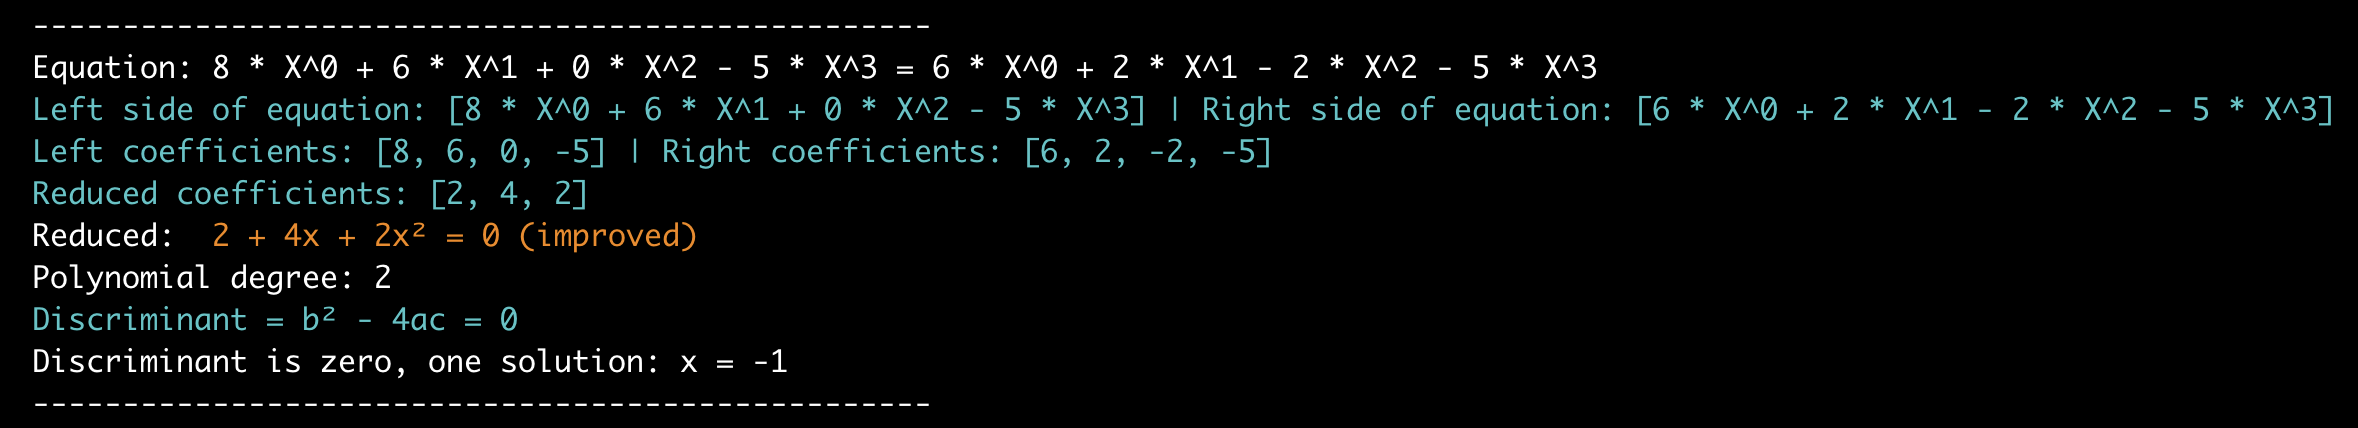 --------------------------------------------------
Equation: 8 * X^0 + 6 * X^1 + 0 * X^2 - 5 * X^3 = 6 * X^0 + 2 * X^1 - 2 * X^2 - 5 * X^3
Left side of equation: [8 * X^0 + 6 * X^1 + 0 * X^2 - 5 * X^3] | Right side of equation: [6 * X^0 + 2 * X^1 - 2 * X^2 - 5 * X^3]
Left coefficients: [8, 6, 0, -5] | Right coefficients: [6, 2, -2, -5]
Reduced coefficients: [2, 4, 2]
Reduced:  2 + 4x + 2x² = 0 (improved)
Polynomial degree: 2
Discriminant = b² - 4ac = 0
Discriminant is zero, one solution: x = -1
--------------------------------------------------